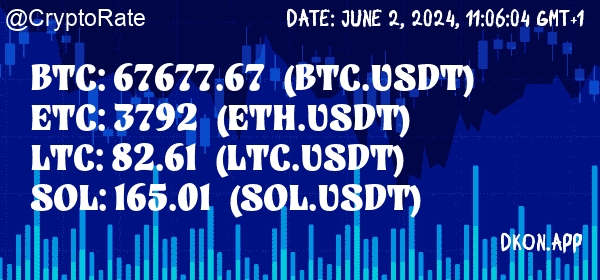 @CryptoRate
DATE: JUNE 2, 2024, 11:06:04 GMT+1
BTC: 67677.67 (BTC.USDT)
ETC: 3792 (ETH.USDT)
LTC: 82.61 (LTC.USDT)
SOL: 165.01 (SOL.USDT)
DKON.APP